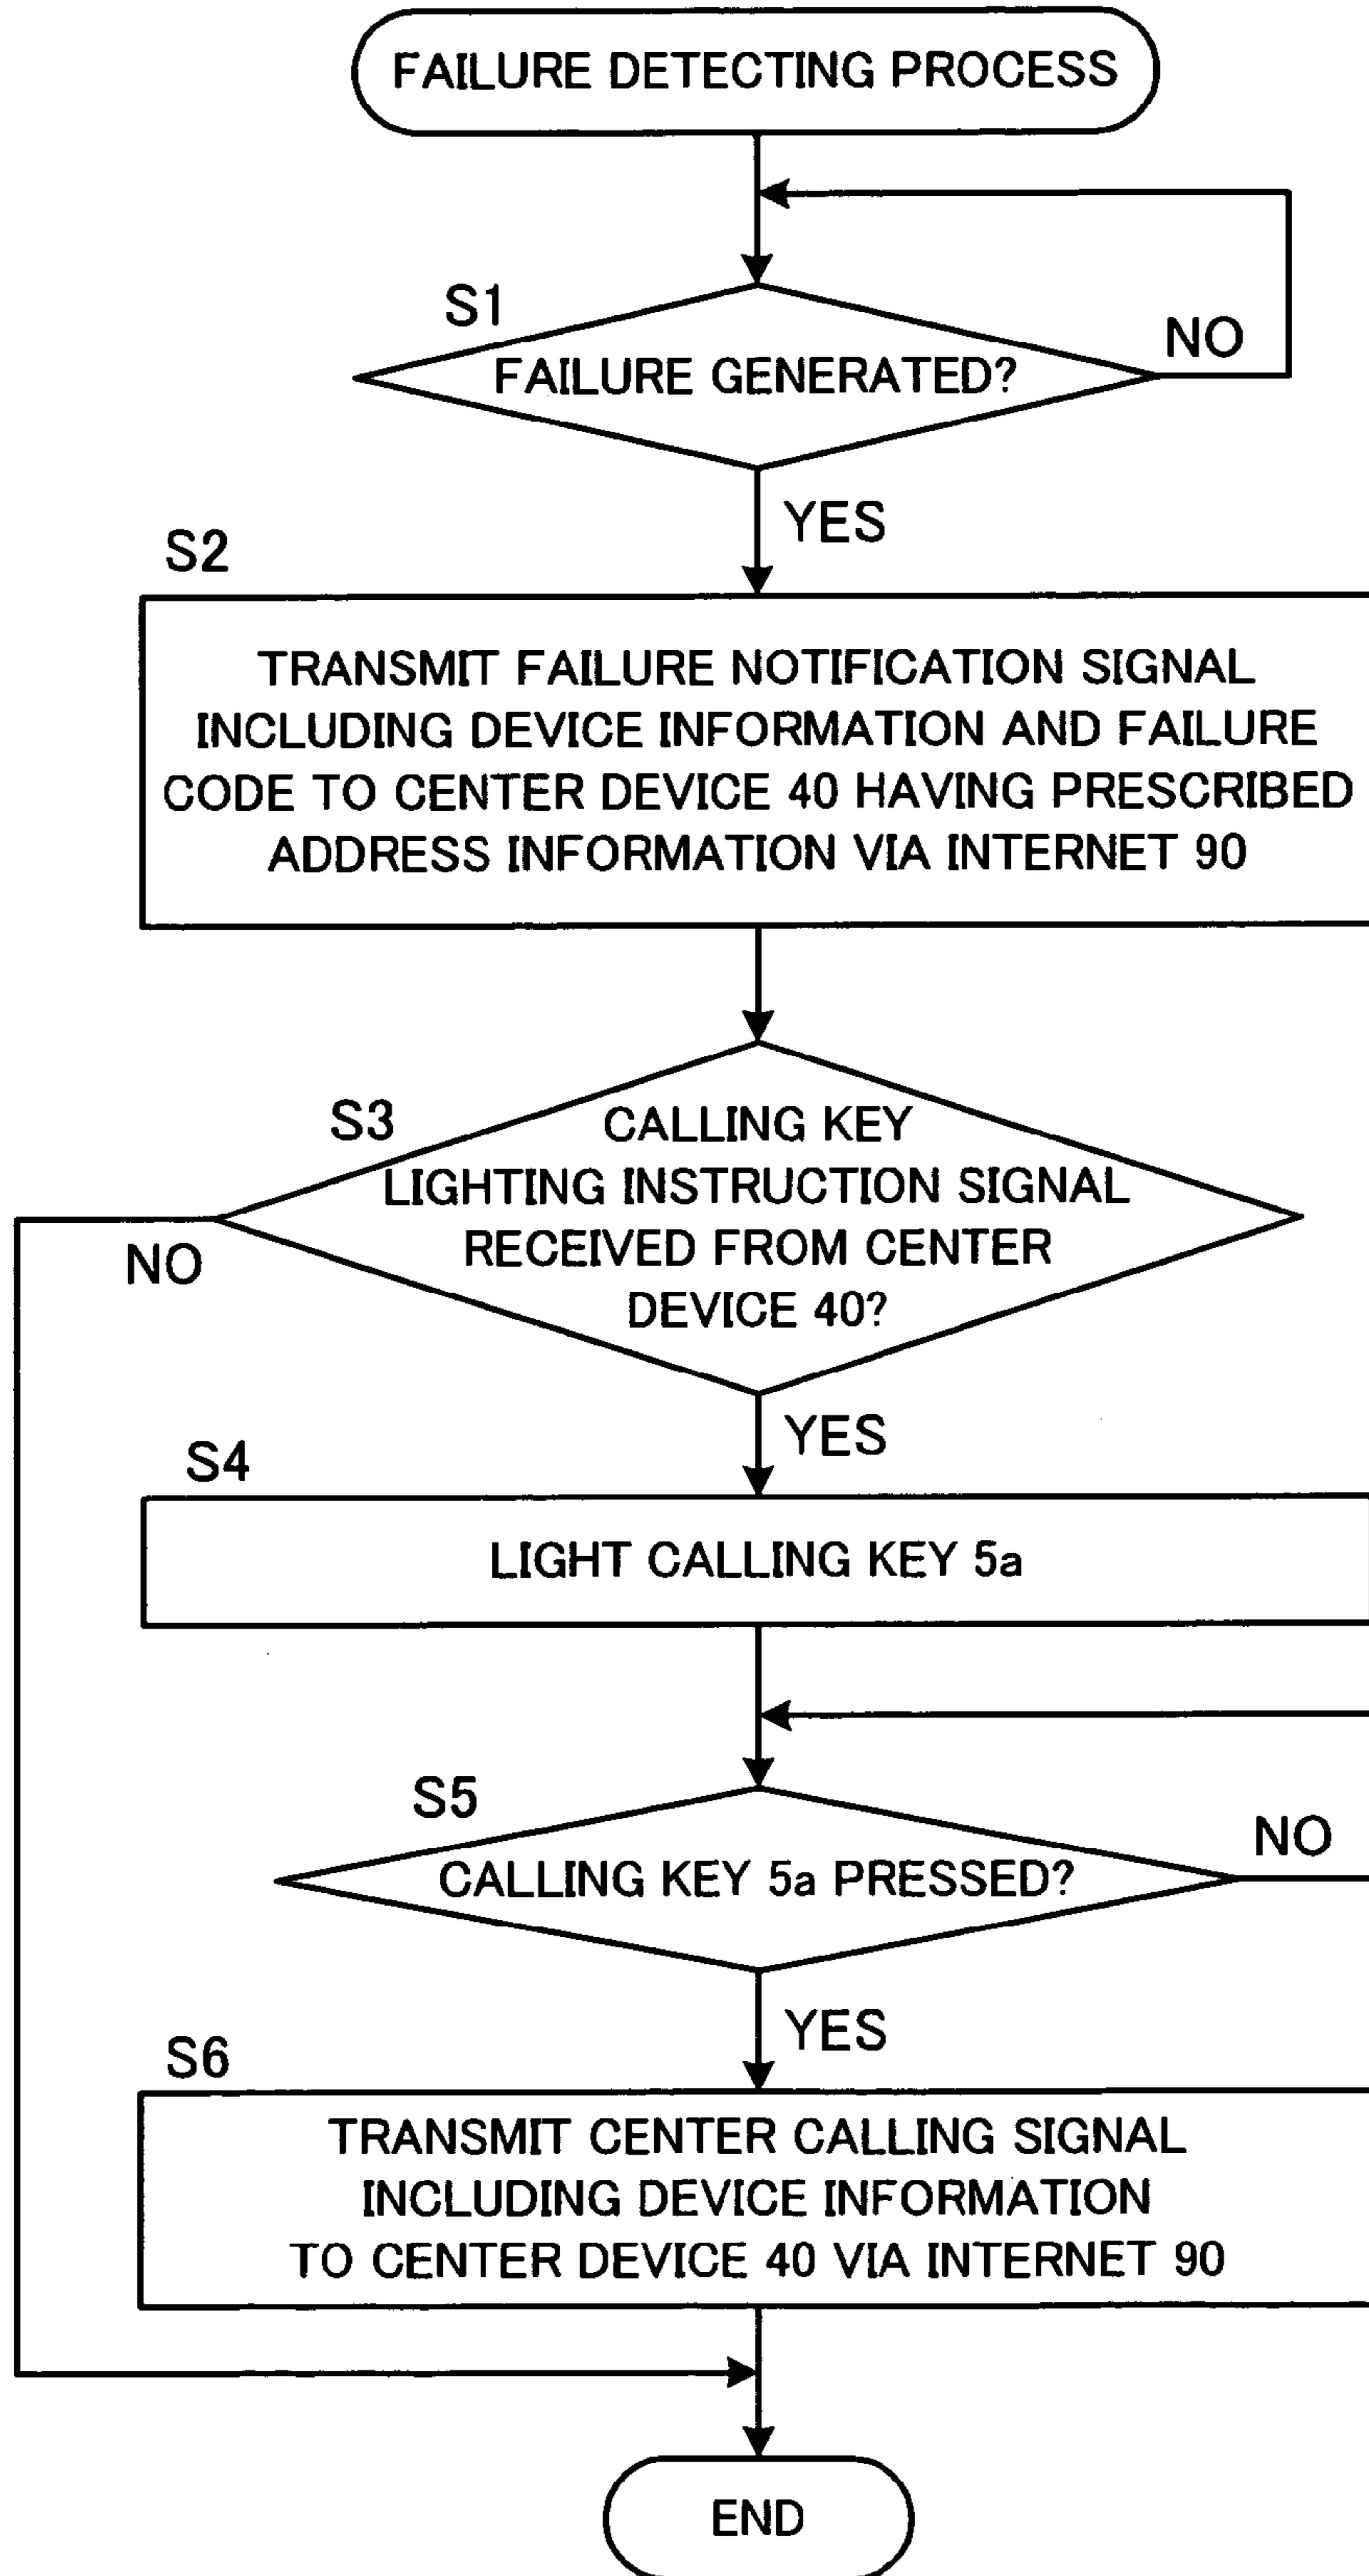 FAILURE DETECTING PROCESS
S1
FAILURE GENERATED?
NO
YES
S2
TRANSMIT FAILURE NOTIFICATION SIGNAL
INCLUDING DEVICE INFORMATION AND FAILURE
CODE TO CENTER DEVICE 40 HAVING PRESCRIBED
ADDRESS INFORMATION VIA INTERNET 90
S3
CALLING KEY
LIGHTING INSTRUCTION SIGNAL
RECEIVED FROM CENTER
DEVICE 40?
NO
YES
S4
LIGHT CALLING KEY 5a
S5
CALLING KEY 5a PRESSED?
NO
YES
S6
TRANSMIT CENTER CALLING SIGNAL
INCLUDING DEVICE INFORMATION
TO CENTER DEVICE 40 VIA INTERNET 90
END